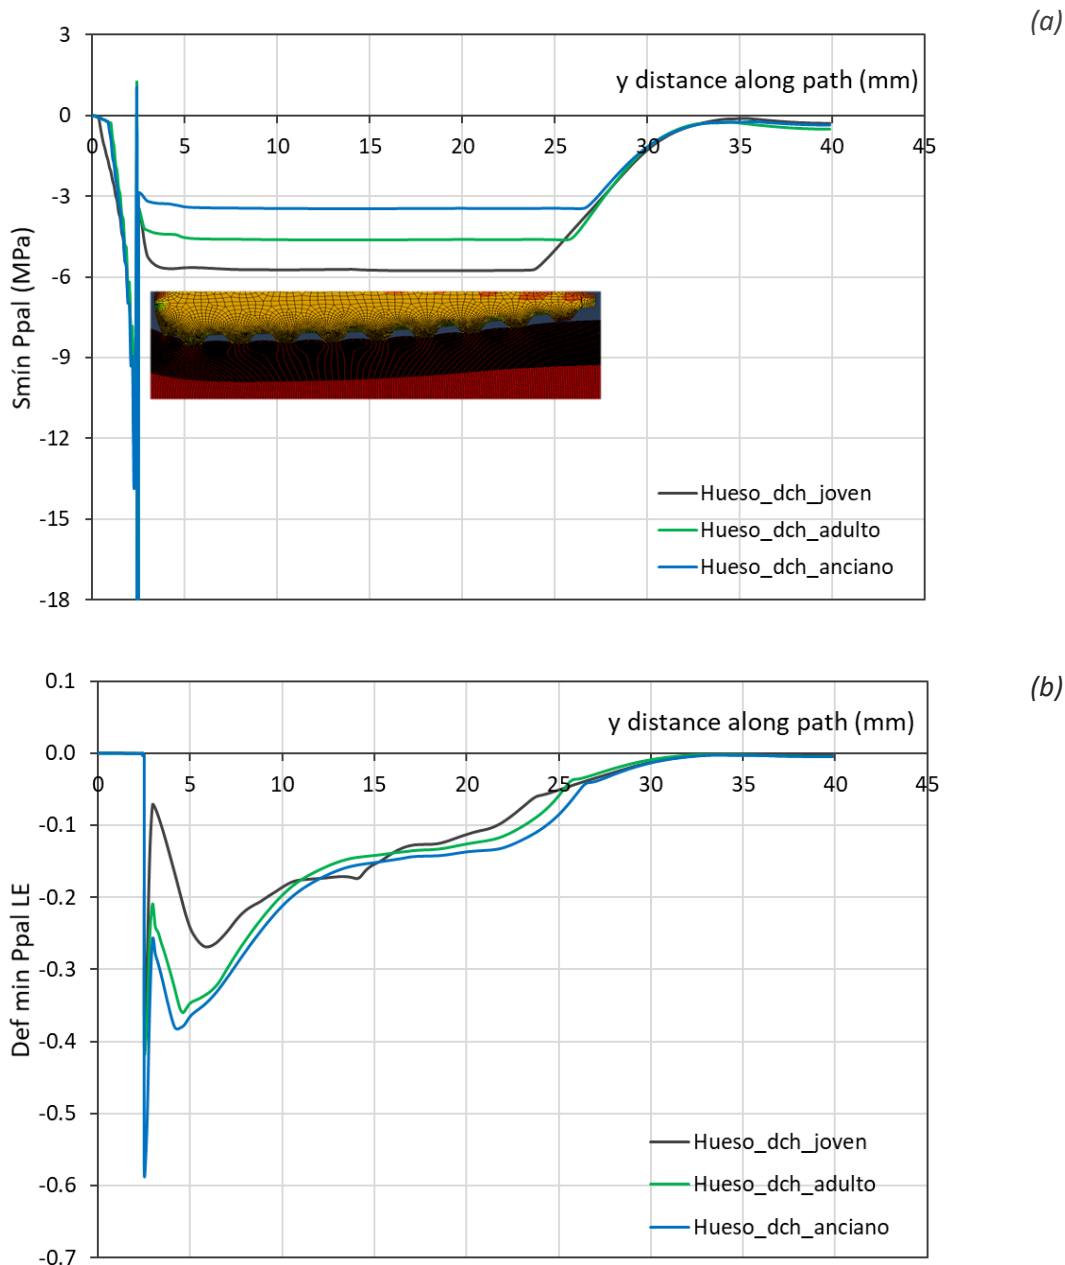 (a)
3
y distance along path (mm)
0
0 5 10 15 20 25 30 35 40 45
-3
-6
-9
-12
-15
-18
Smín Ppal (MPa)
Hueso_dch_joven
Hueso_dch_adulto
Hueso_dch_anciano
(b)
0.1
y distance along path (mm)
0.0
0 5 10 15 20 25 30 35 40 45
-0.1
-0.2
-0.3
-0.4
-0.5
-0.6
-0.7
Def min Ppal LE
Hueso_dch_joven
Hueso_dch_adulto
Hueso_dch_anciano